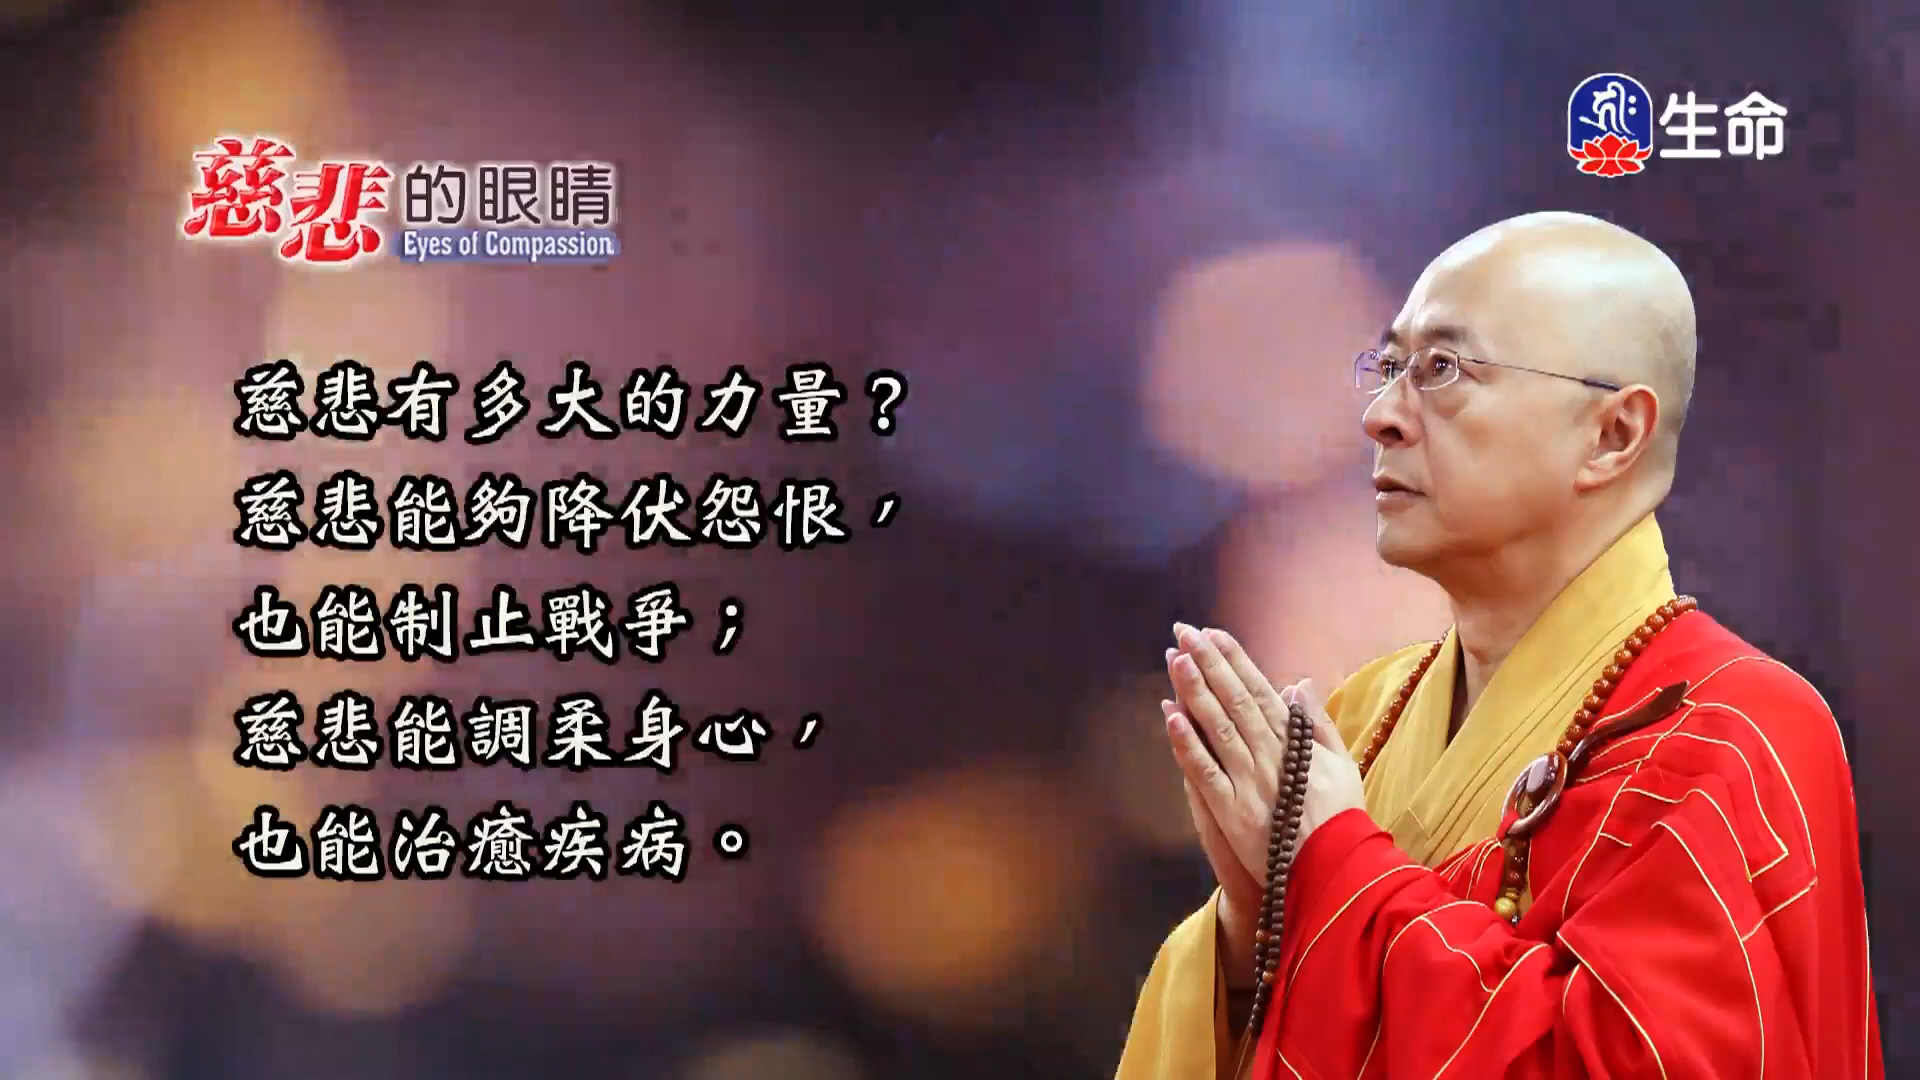 生命
慈悲的眼睛
Eyes of Compassion
慈悲有多大的力量？
慈悲能夠降伏怨恨，
也能制止戰爭；
慈悲能調柔身心，
也能治癒疾病。